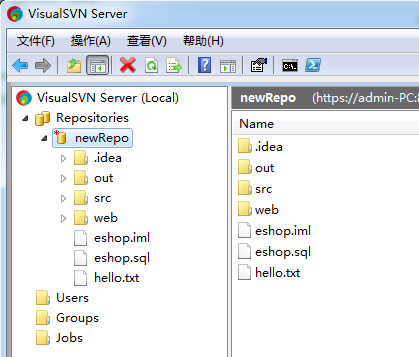 VisualSVN Server
文件(F) 操作(A) 查看(V) 帮助(H)
VisualSVN Server (Local)
Repositories
newRepo
.idea
out
src
web
eshop.iml
eshop.sql
hello.txt
Users
Groups
Jobs
newRepo (https://admin-PC:
Name
.idea
out
src
web
eshop.iml
eshop.sql
hello.txt